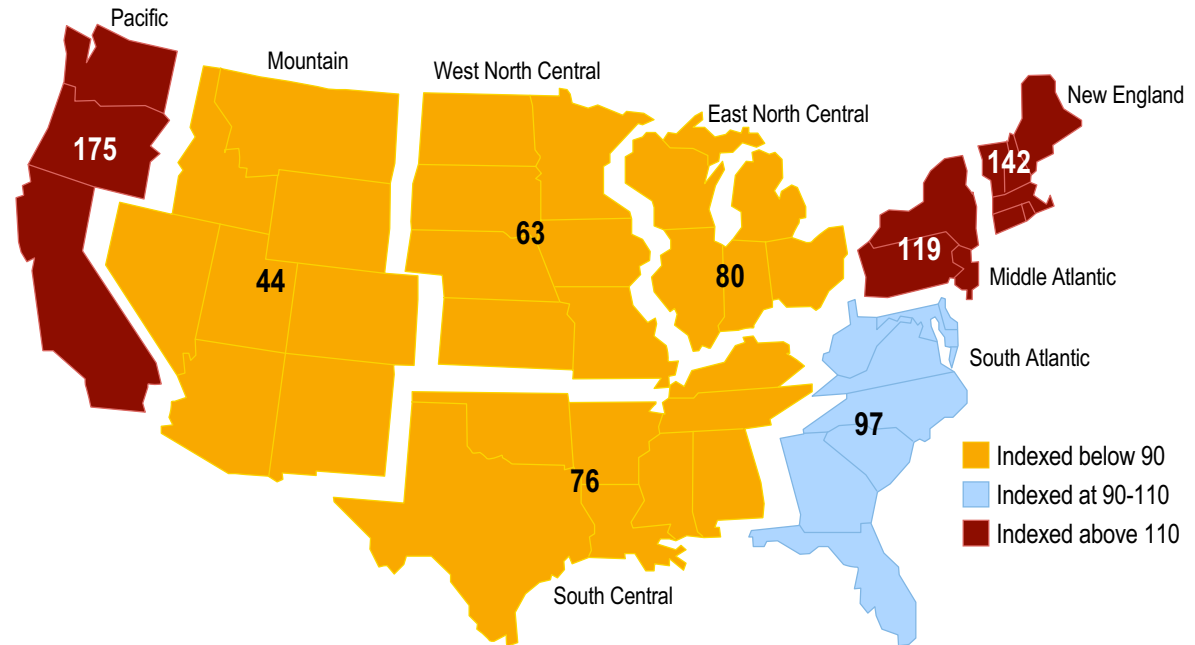 Pacific
Mountain
West North Central
East North Central
New England
175
142
63
119
44
80
Middle Atlantic
South Atlantic
97
Indexed below 90
76
Indexed at 90-110
Indexed above 110
South Central